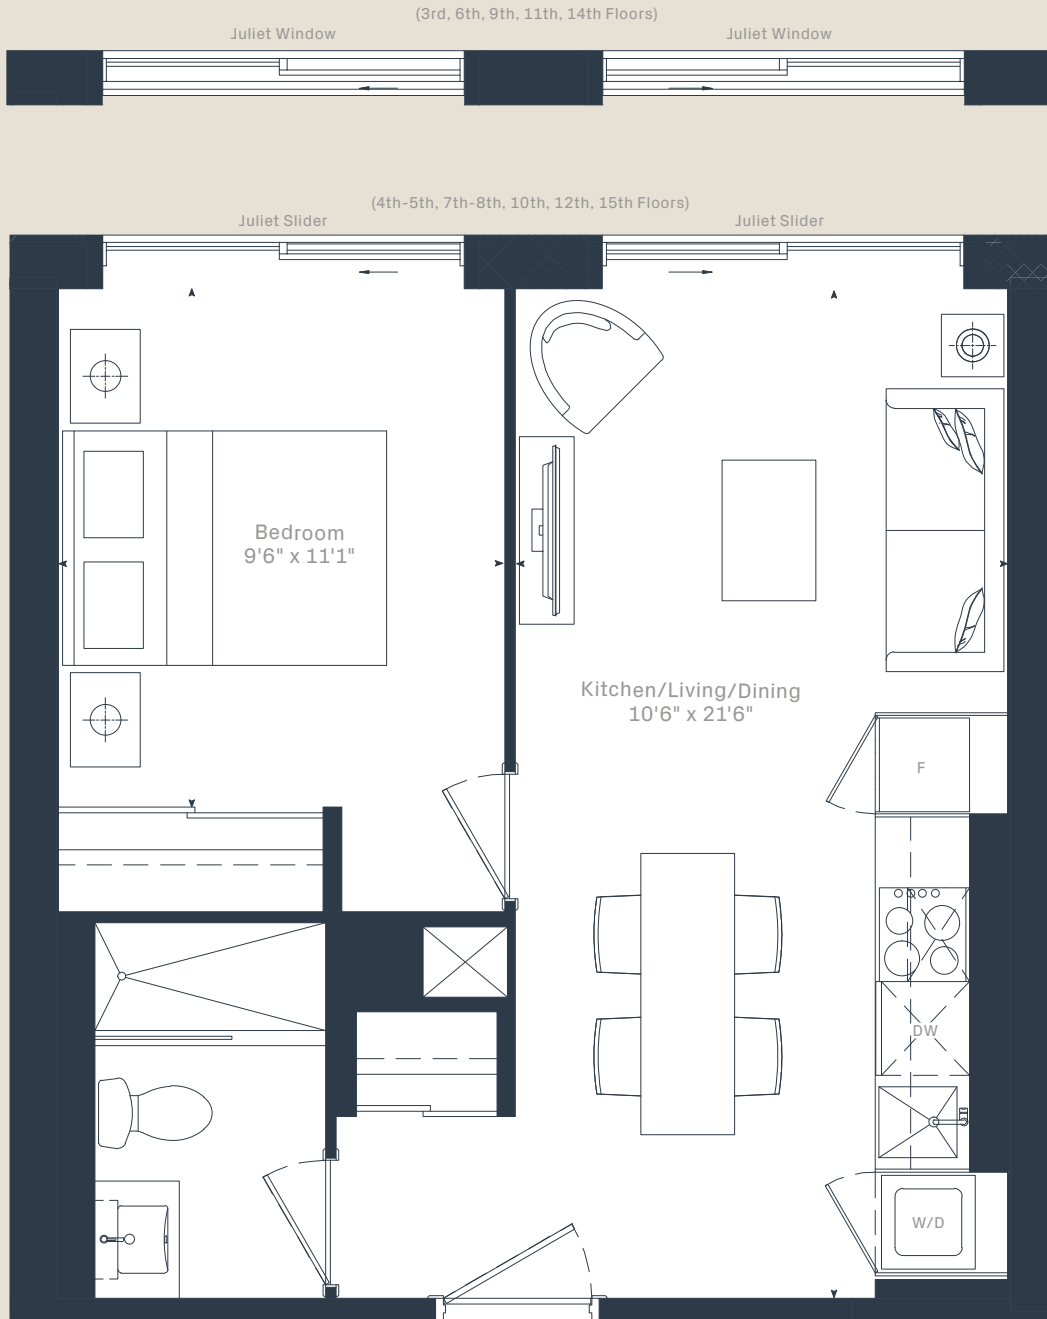 (3rd, 6th, 9th, 11th, 14th Floors)
Juliet Window Juliet Window
(4th-5th, 7th-8th, 10th, 12th, 15th Floors)
Juliet Slider Juliet Slider
Bedroom
9'6" x 11'1"
Kitchen/Living/Dining
10'6" x 21'6"
F
DW
W/D